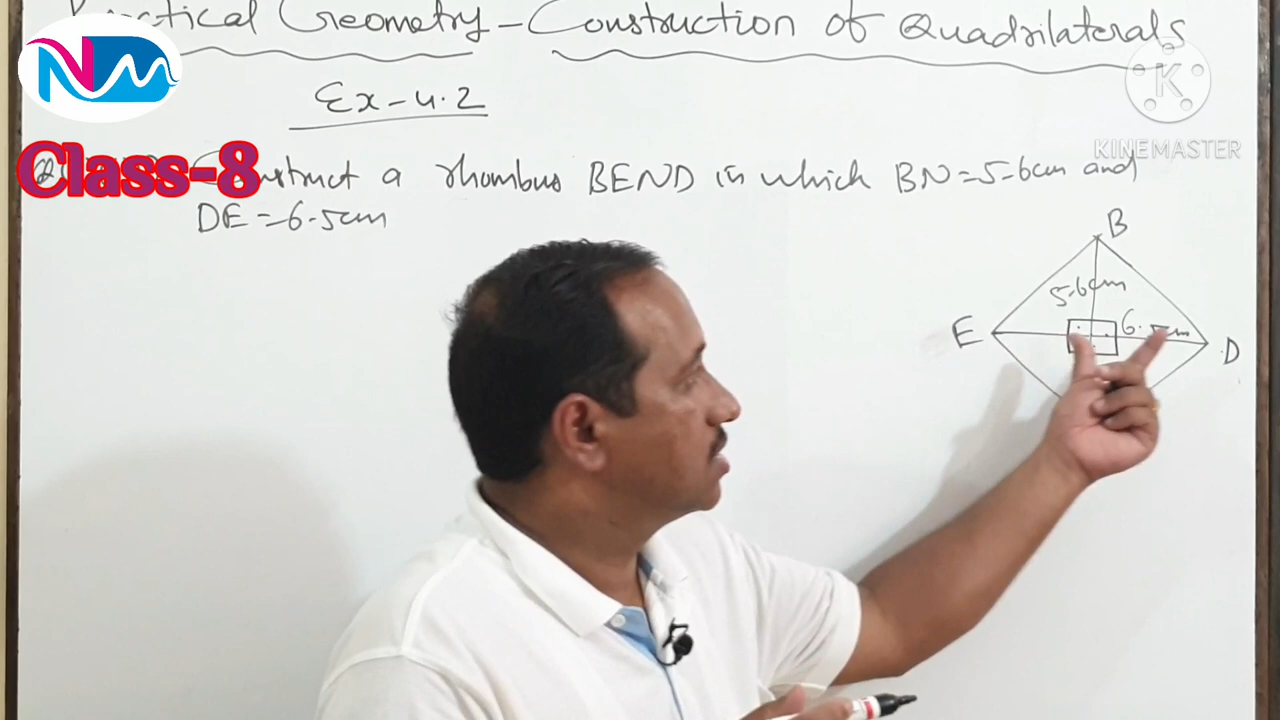 Practical Geometry - Construction of Quadrilaterals
NM
Ex-4.2
KINEMASTER
Class-8
Construct a rhombus BEND in which BN=5.6cm and
DE=6.5cm
B
5.6cm
E
6.5cm
D